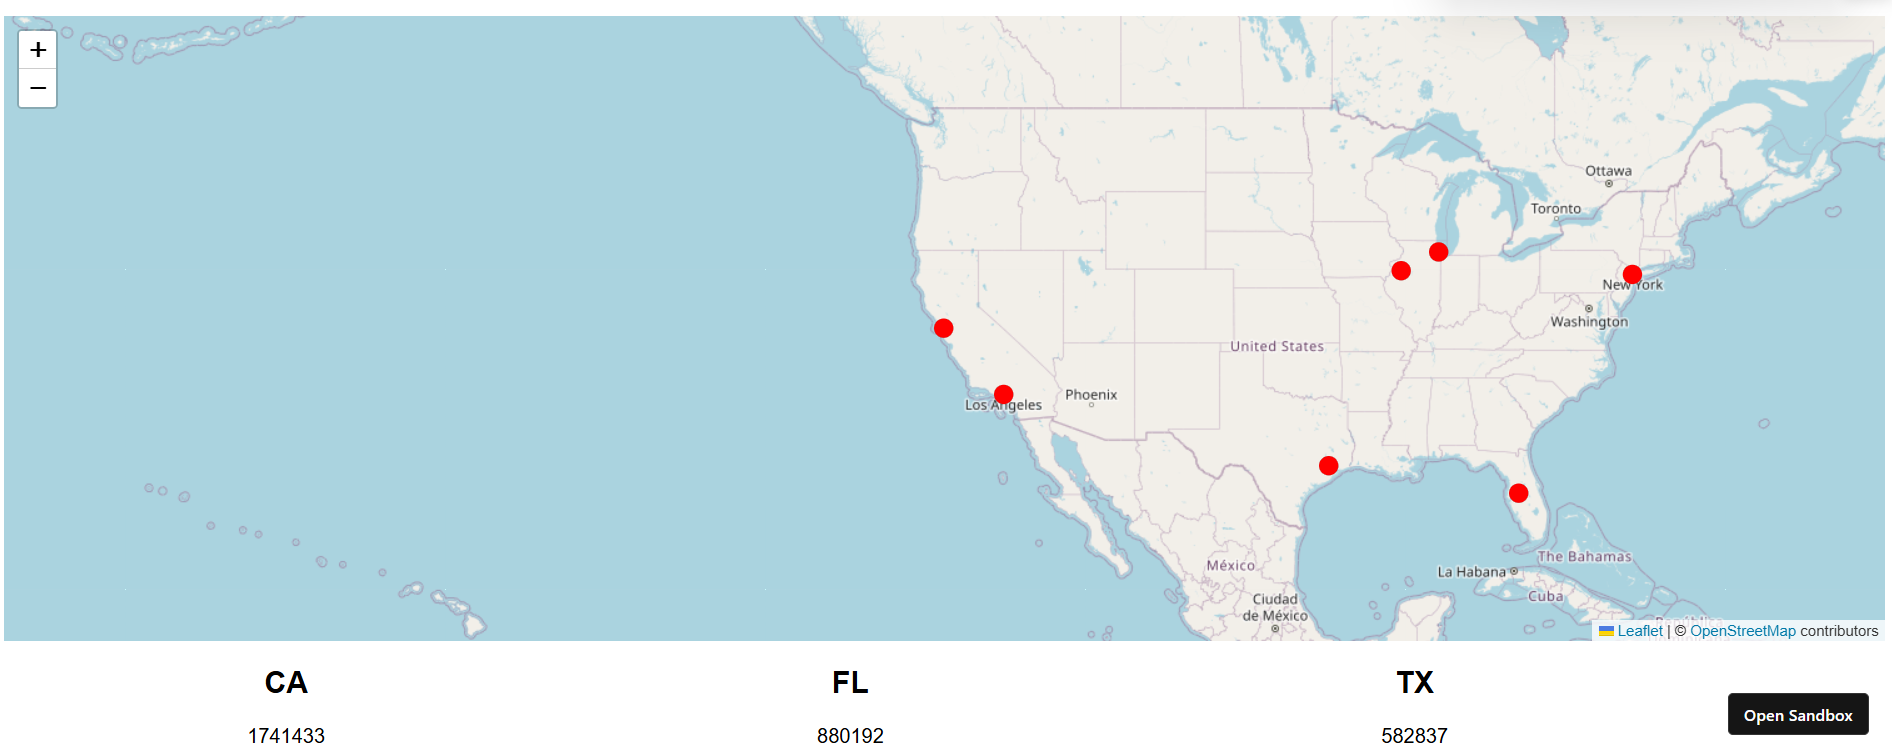 +
−
Ottawa
Toronto
New York
Washington
United States
Los Angeles
Phoenix
The Bahamas
México
La Habana
Cuba
Ciudad
de México
Leaflet | © OpenStreetMap contributors
CA
FL
TX
1741433
880192
582837
Open Sandbox